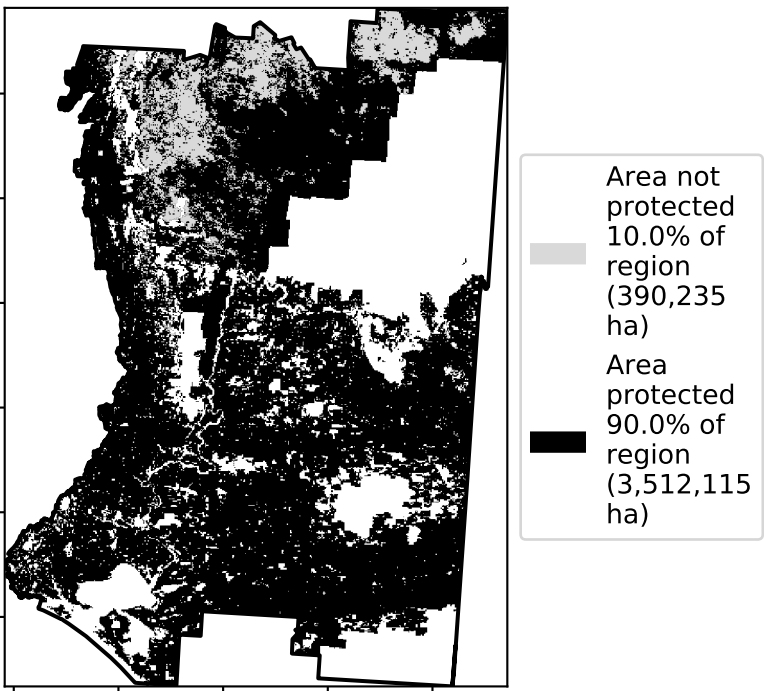 Area not
protected
10.0% of
region
(390,235
ha)
Area
protected
90.0% of
region
(3,512,115
ha)